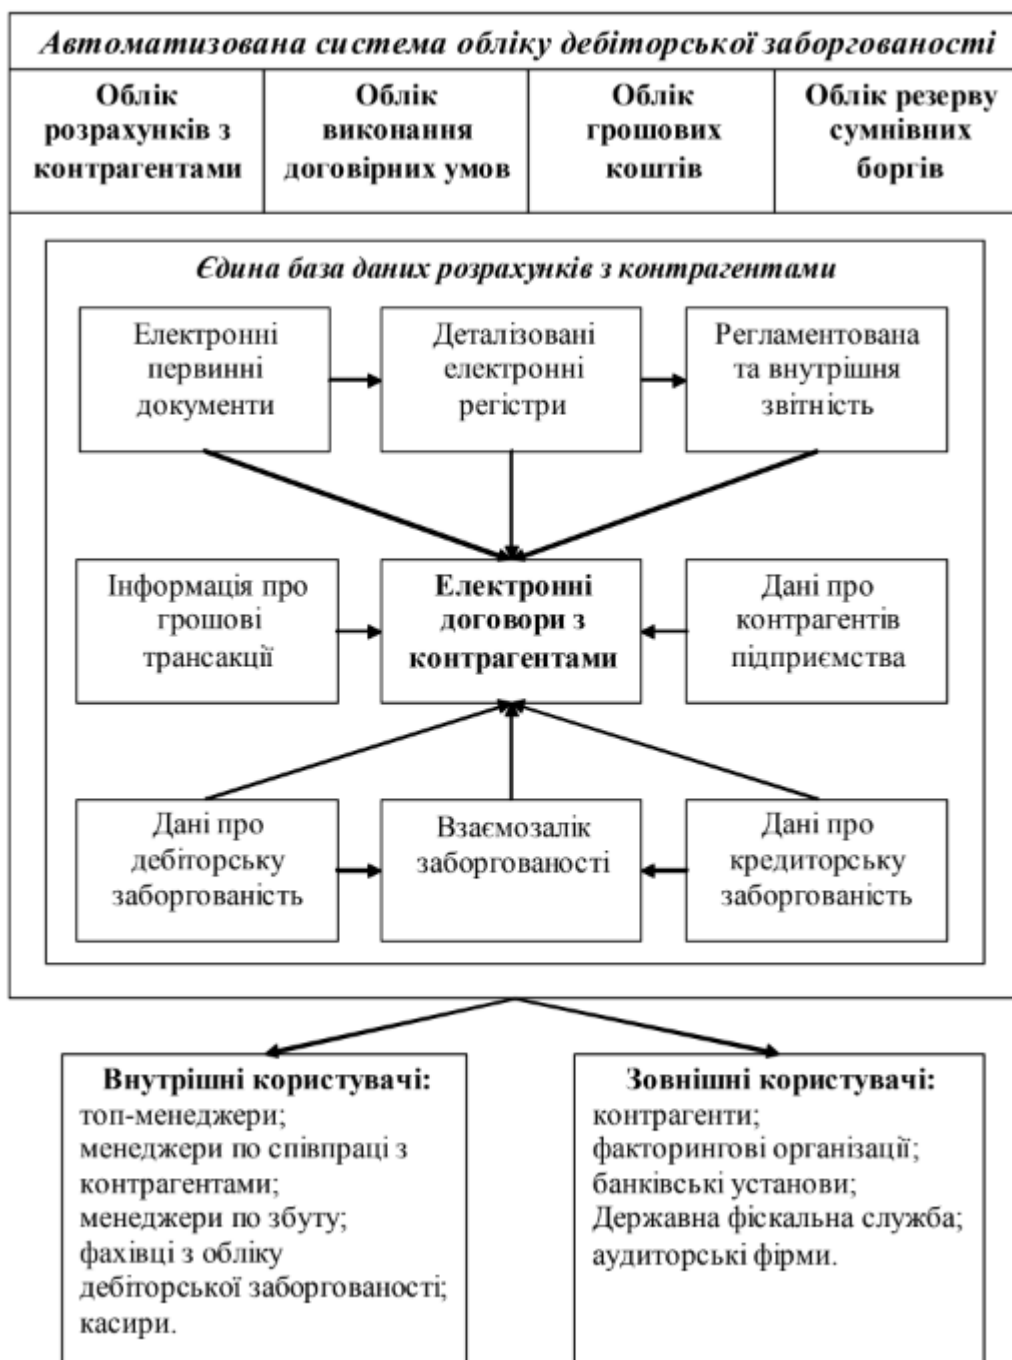 Автоматизована система обліку дебіторської заборгованості
Облік
розрахунків з
контрагентами
Облік
виконання
договірних умов
Облік
грошових
коштів
Облік резерву
сумнівних
боргів
Єдина база даних розрахунків з контрагентами
Електронні
первинні
документи
Деталізовані
електронні
регістри
Регламентована
та внутрішня
звітність
Інформація про
грошові
трансакції
Електронні
договори з
контрагентами
Дані про
контрагентів
підприємства
Дані про
дебіторську
заборгованість
Взаємозалік
заборгованості
Дані про
кредиторську
заборгованість
Внутрішні користувачі:
топ-менеджери;
менеджери по співпраці з
контрагентами;
менеджери по збуту;
фахівці з обліку
дебіторської заборгованості;
касири.
Зовнішні користувачі:
контрагенти;
факторингові організації;
банківські установи;
Державна фіскальна служба;
аудиторські фірми.